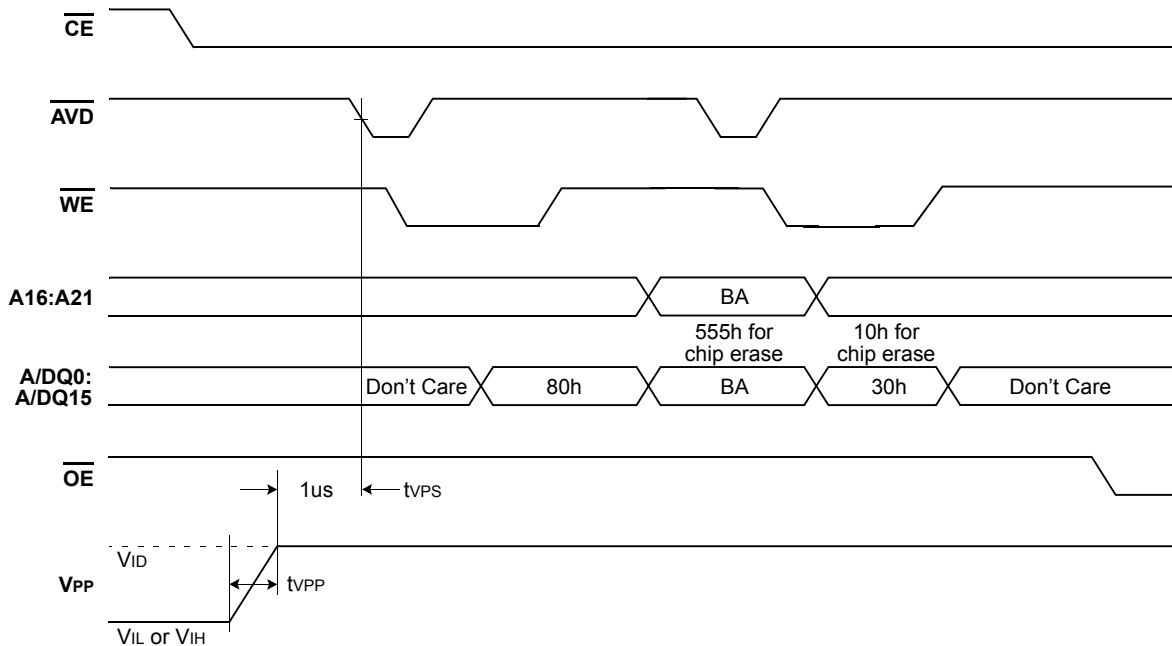 CE
AVD
WE
A16:A21
BA
555h for
chip erase
10h for
chip erase
A/DQ0:
A/DQ15
Don't Care
80h
BA
30h
Don't Care
OE
1us
tVPS
VID
VPP
tVPP
VIL or VIH